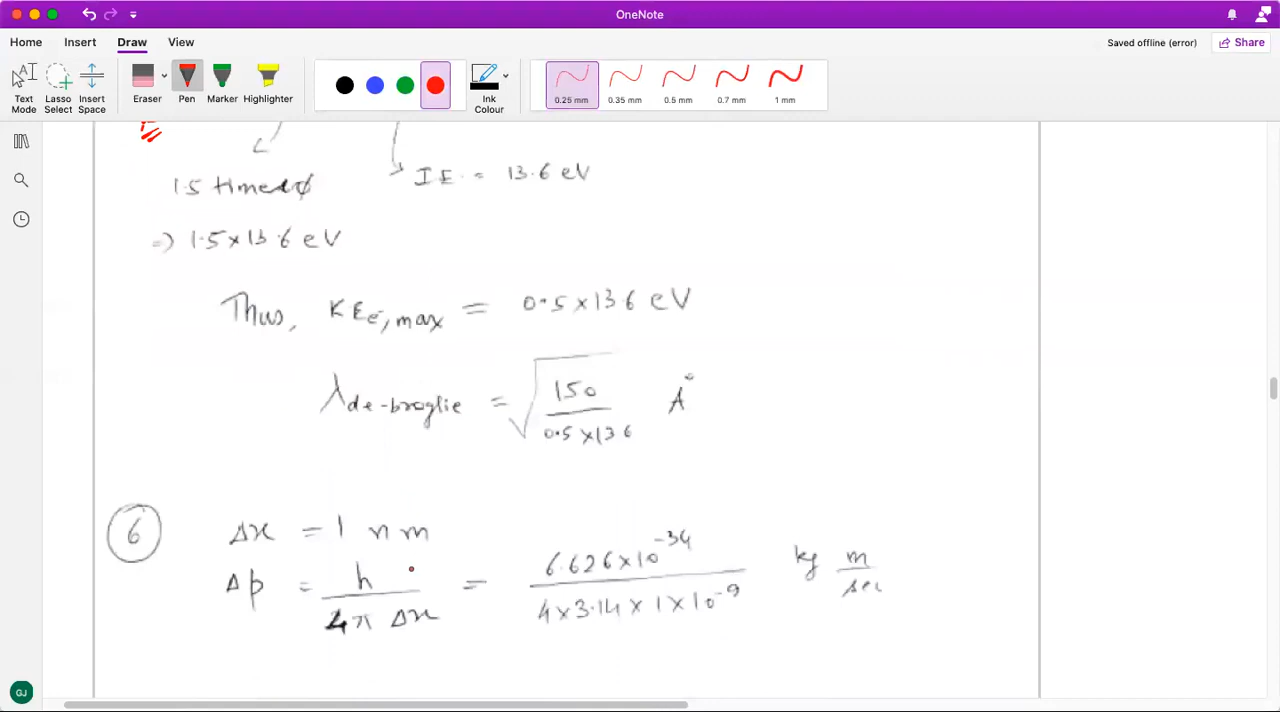 OneNote
Home Insert Draw View
Saved offline (error) Share
Text Mode
Lasso Select
Insert Space
Eraser
Pen
Marker
Highlighter
Ink Colour
0.25 mm
0.35 mm
0.5 mm
0.7 mm
1 mm
1.5 times ϕ
IE. = 13.6 eV
=) 1.5×13.6 eV
Thus, KEe⁻, max = 0.5×13.6 eV
λde-broglie = √(150 / 0.5×13.6) A°
6 Δx = 1 nm
Δp = h / 4π Δx = 6.626×10⁻³⁴ / 4×3.14×1×10⁻⁹ kg m/sec
GJ